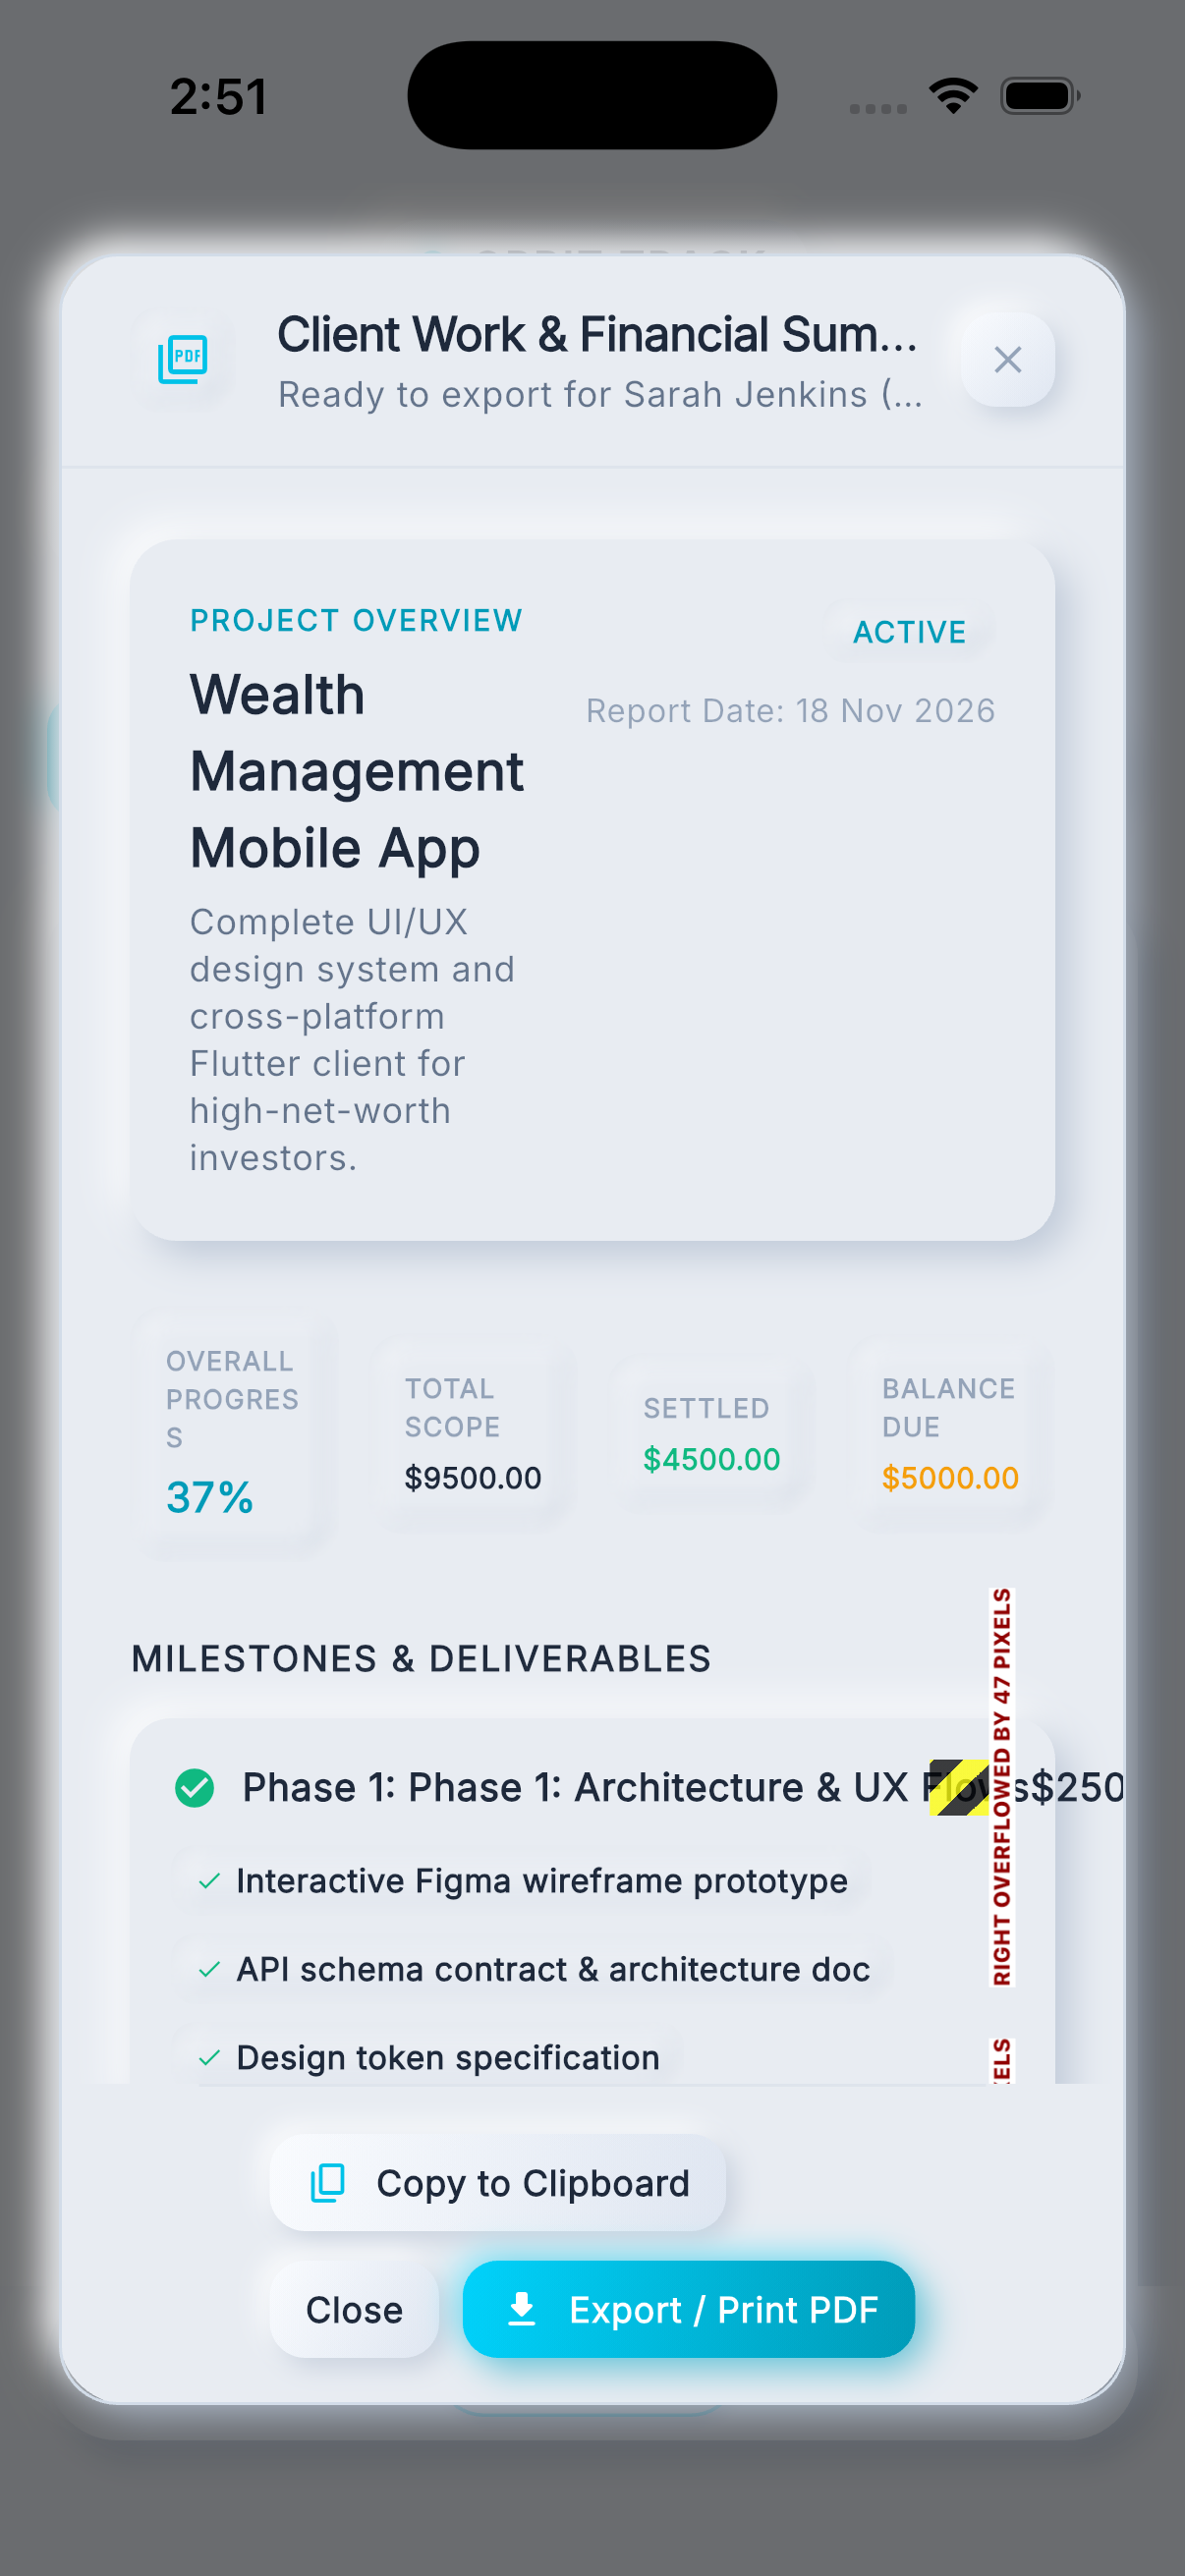 2:51
Client Work & Financial Sum...
PDF
Ready to export for Sarah Jenkins (...
PROJECT OVERVIEW
ACTIVE
Wealth
Management
Mobile App
Report Date: 18 Nov 2026
Complete UI/UX
design system and
cross-platform
Flutter client for
high-net-worth
investors.
OVERALL
PROGRES
S
37%
TOTAL
SCOPE
$9500.00
SETTLED
$4500.00
BALANCE
DUE
$5000.00
MILESTONES & DELIVERABLES
RIGHT OVERFLOWED BY 47 PIXELS
Phase 1: Phase 1: Architecture & UX Flows$250
Interactive Figma wireframe prototype
API schema contract & architecture doc
Design token specification
ELS
Copy to Clipboard
Close
Export / Print PDF